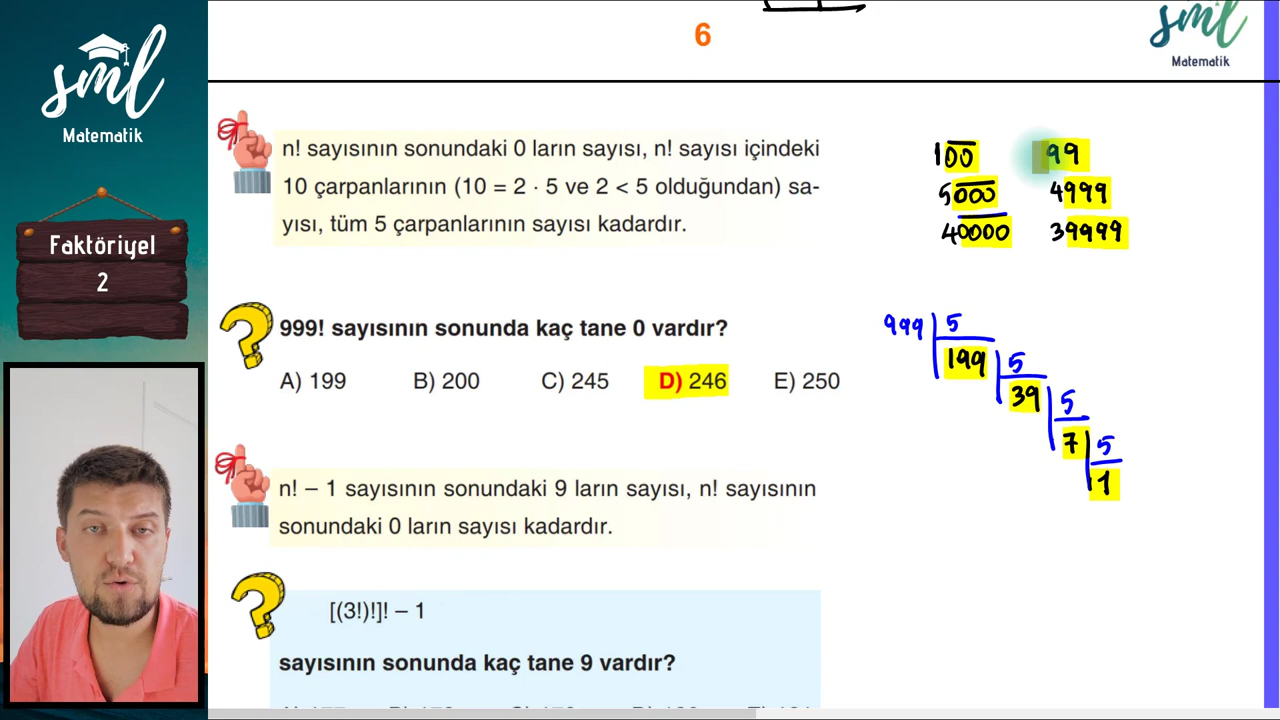 sml
Matematik
Faktöriyel
2
6
sml
Matematik
n! sayısının sonundaki 0 ların sayısı, n! sayısı içindeki
10 çarpanlarının (10 = 2 · 5 ve 2 < 5 olduğundan) sa-
yısı, tüm 5 çarpanlarının sayısı kadardır.
100 99
5000 4999
40000 39999
999! sayısının sonunda kaç tane 0 vardır?
A) 199 B) 200 C) 245 D) 246 E) 250
999 5
199 5
39 5
7 5
1
n! – 1 sayısının sonundaki 9 ların sayısı, n! sayısının
sonundaki 0 ların sayısı kadardır.
[(3!)!]! – 1
sayısının sonunda kaç tane 9 vardır?